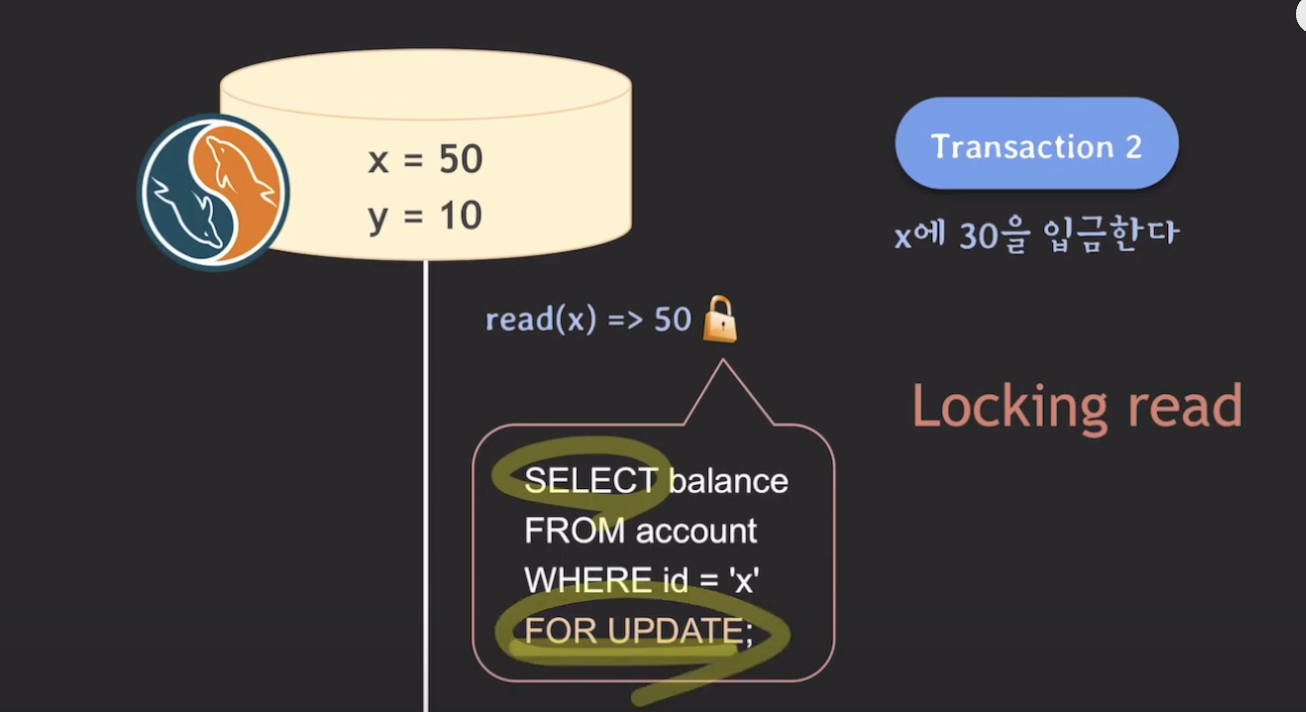 x = 50
y = 10
Transaction 2
x에 30을 입금한다
read(x) => 50
Locking read
SELECT balance
FROM account
WHERE id = 'x'
FOR UPDATE;